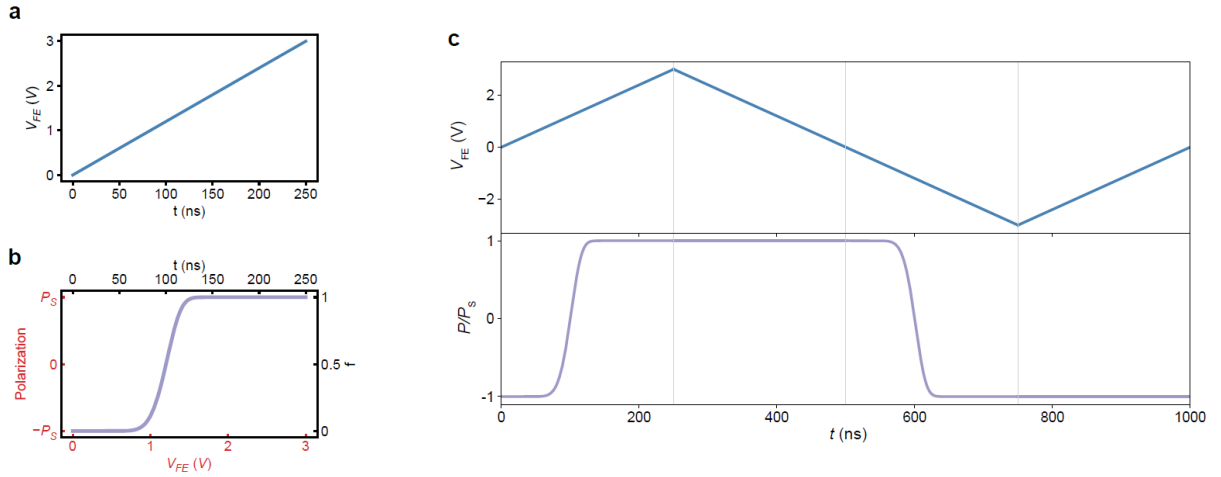 a
3
2
1
0
V_FE (V)
0 50 100 150 200 250
t (ns)
b
t (ns)
0 50 100 150 200 250
P_S
0
−P_S
Polarization
1
0.5
0
f
0 1 2 3
V_FE (V)
c
2
0
-2
V_FE (V)
1
0
-1
P/P_S
0 200 400 600 800 1000
t (ns)